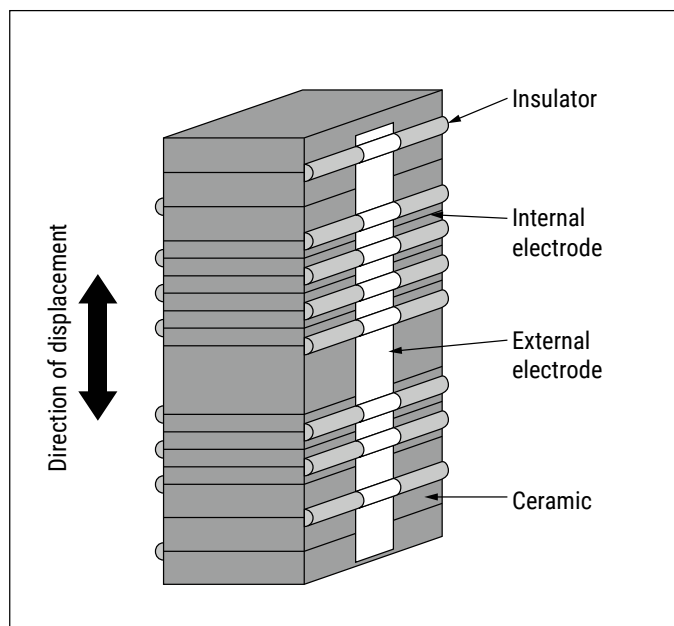 Insulator
Internal
electrode
Direction of displacement
External
electrode
Ceramic